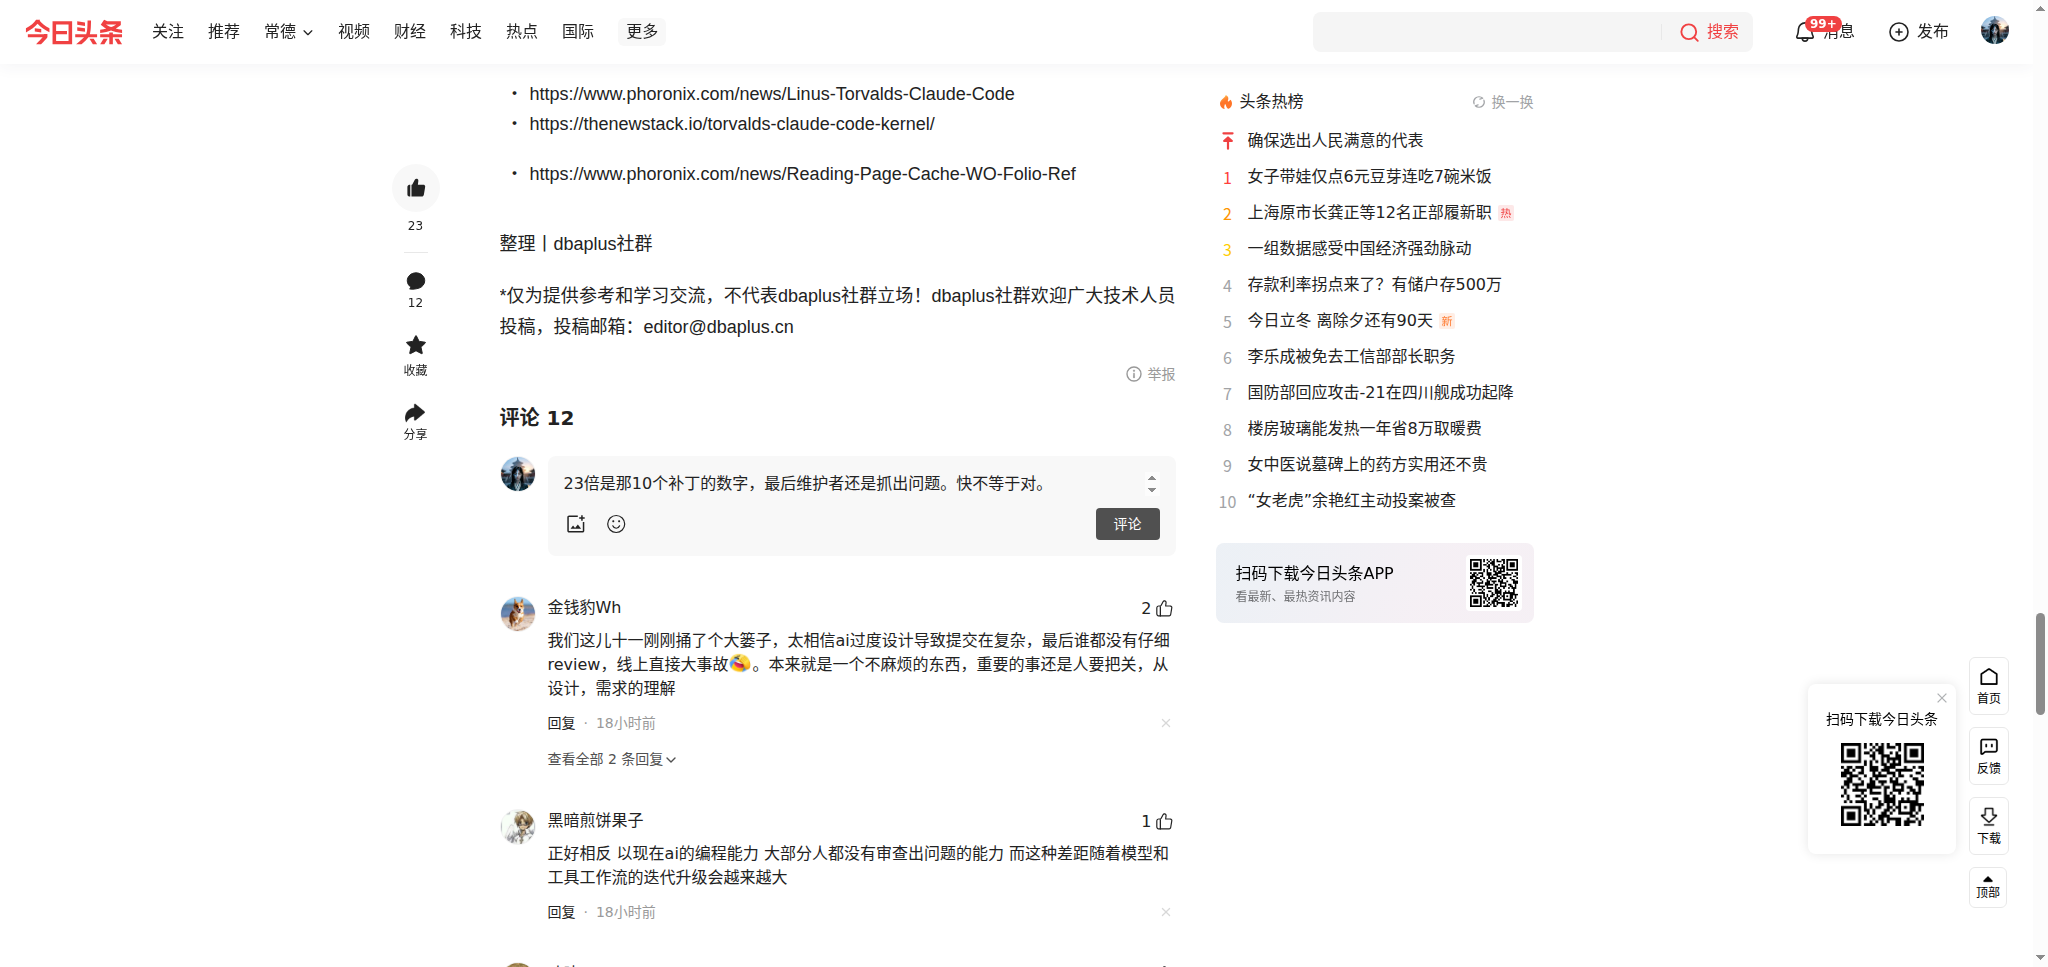 今日头条
关注 推荐 常德 视频 财经 科技 热点 国际 更多
搜索
99+
消息
发布
• https://www.phoronix.com/news/Linus-Torvalds-Claude-Code
• https://thenewstack.io/torvalds-claude-code-kernel/
• https://www.phoronix.com/news/Reading-Page-Cache-WO-Folio-Ref
23
12
收藏
分享
整理丨dbaplus社群
*仅为提供参考和学习交流，不代表dbaplus社群立场！dbaplus社群欢迎广大技术人员
投稿，投稿邮箱：editor@dbaplus.cn
举报
评论 12
23倍是那10个补丁的数字，最后维护者还是抓出问题。快不等于对。
评论
金钱豹Wh
2
我们这儿十一刚刚捅了个大篓子，太相信ai过度设计导致提交在复杂，最后谁都没有仔细
review，线上直接大事故。本来就是一个不麻烦的东西，重要的事还是人要把关，从
设计，需求的理解
回复 · 18小时前
查看全部 2 条回复
黑暗煎饼果子
1
正好相反 以现在ai的编程能力 大部分人都没有审查出问题的能力 而这种差距随着模型和
工具工作流的迭代升级会越来越大
回复 · 18小时前
头条热榜
换一换
确保选出人民满意的代表
1 女子带娃仅点6元豆芽连吃7碗米饭
2 上海原市长龚正等12名正部履新职 热
3 一组数据感受中国经济强劲脉动
4 存款利率拐点来了？有储户存500万
5 今日立冬 离除夕还有90天 新
6 李乐成被免去工信部部长职务
7 国防部回应攻击-21在四川舰成功起降
8 楼房玻璃能发热一年省8万取暖费
9 女中医说墓碑上的药方实用还不贵
10 “女老虎”余艳红主动投案被查
扫码下载今日头条APP
看最新、最热资讯内容
扫码下载今日头条
首页
反馈
下载
顶部